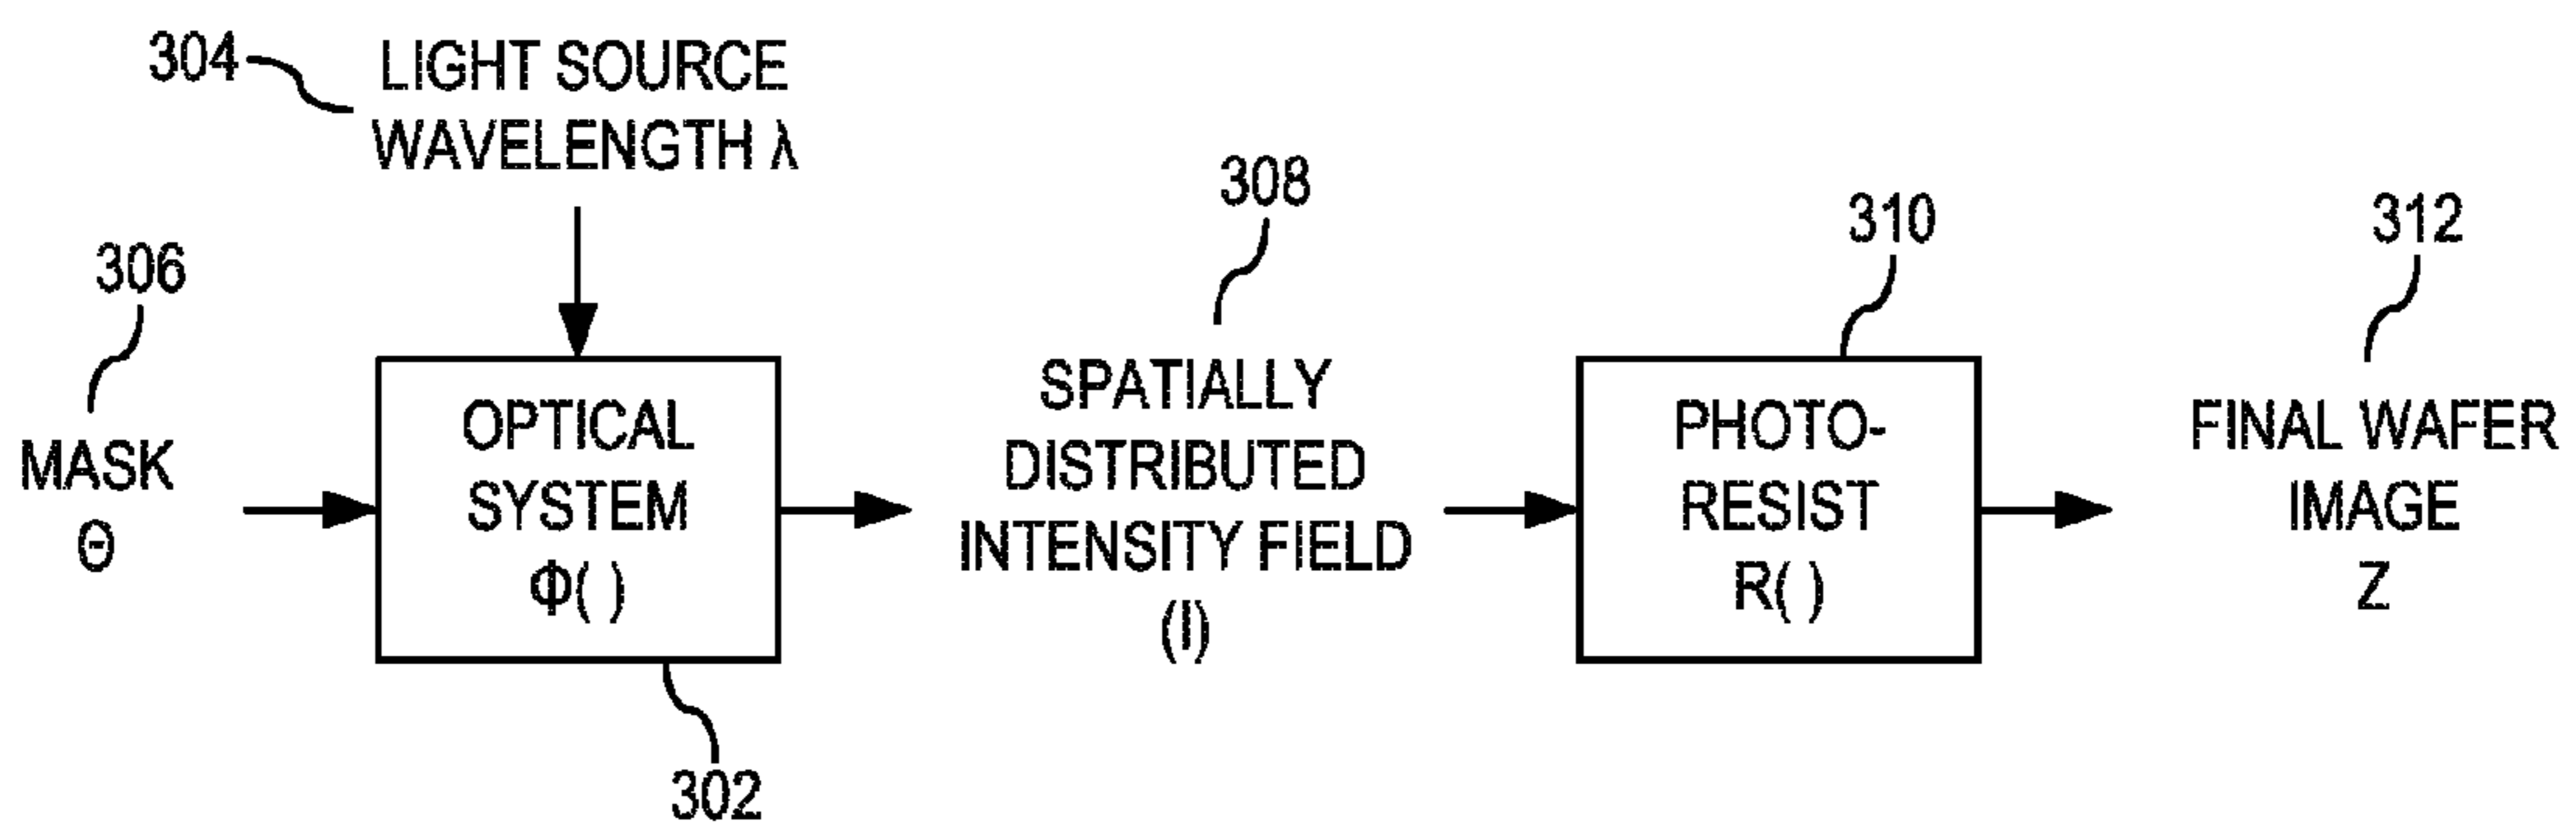 304
LIGHT SOURCE
WAVELENGTH λ
306
MASK
Θ
OPTICAL
SYSTEM
Φ( )
302
308
SPATIALLY
DISTRIBUTED
INTENSITY FIELD
(I)
310
PHOTO-
RESIST
R( )
312
FINAL WAFER
IMAGE
Z